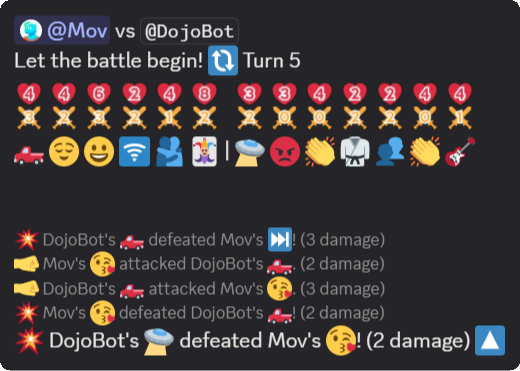 @Mov vs @DojoBot
Let the battle begin! 🔃 Turn 5
4 4 6 2 4 8 3 3 4 2 2 4 4
3 2 3 2 1 2 2 0 0 2 2 0 1
🛻 😌 😀 🛜 🫂 🃏 | 🛸 😡 👏 🥋 👥 👏 🎸
💥 DojoBot's 🛻 defeated Mov's ⏭️! (3 damage)
🤜 Mov's 😘 attacked DojoBot's 🛻. (2 damage)
🤜 DojoBot's 🛻 attacked Mov's 😘. (3 damage)
💥 Mov's 😘 defeated DojoBot's 🛻! (2 damage)
💥 DojoBot's 🛸 defeated Mov's 😘! (2 damage) 🔼